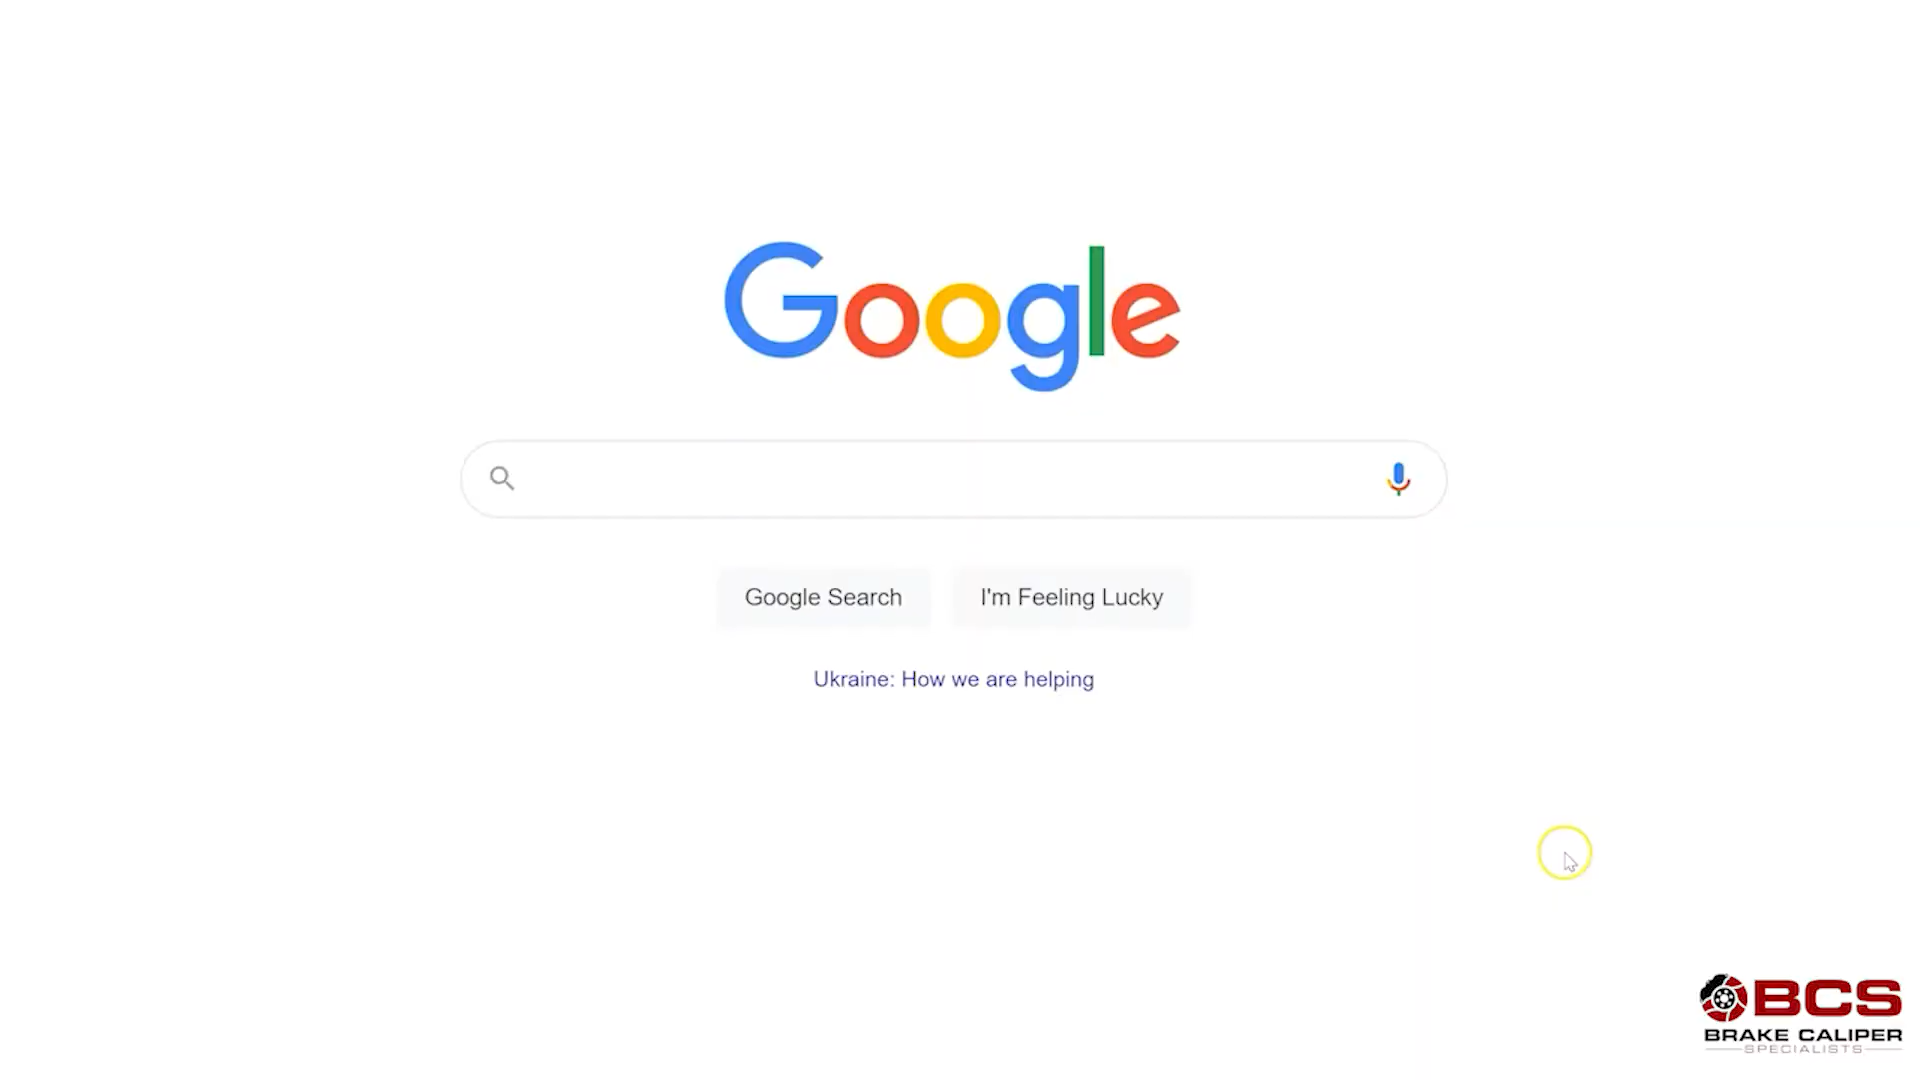 Google
Google Search
I'm Feeling Lucky
Ukraine: How we are helping
BCS
BRAKE CALIPER
SPECIALISTS